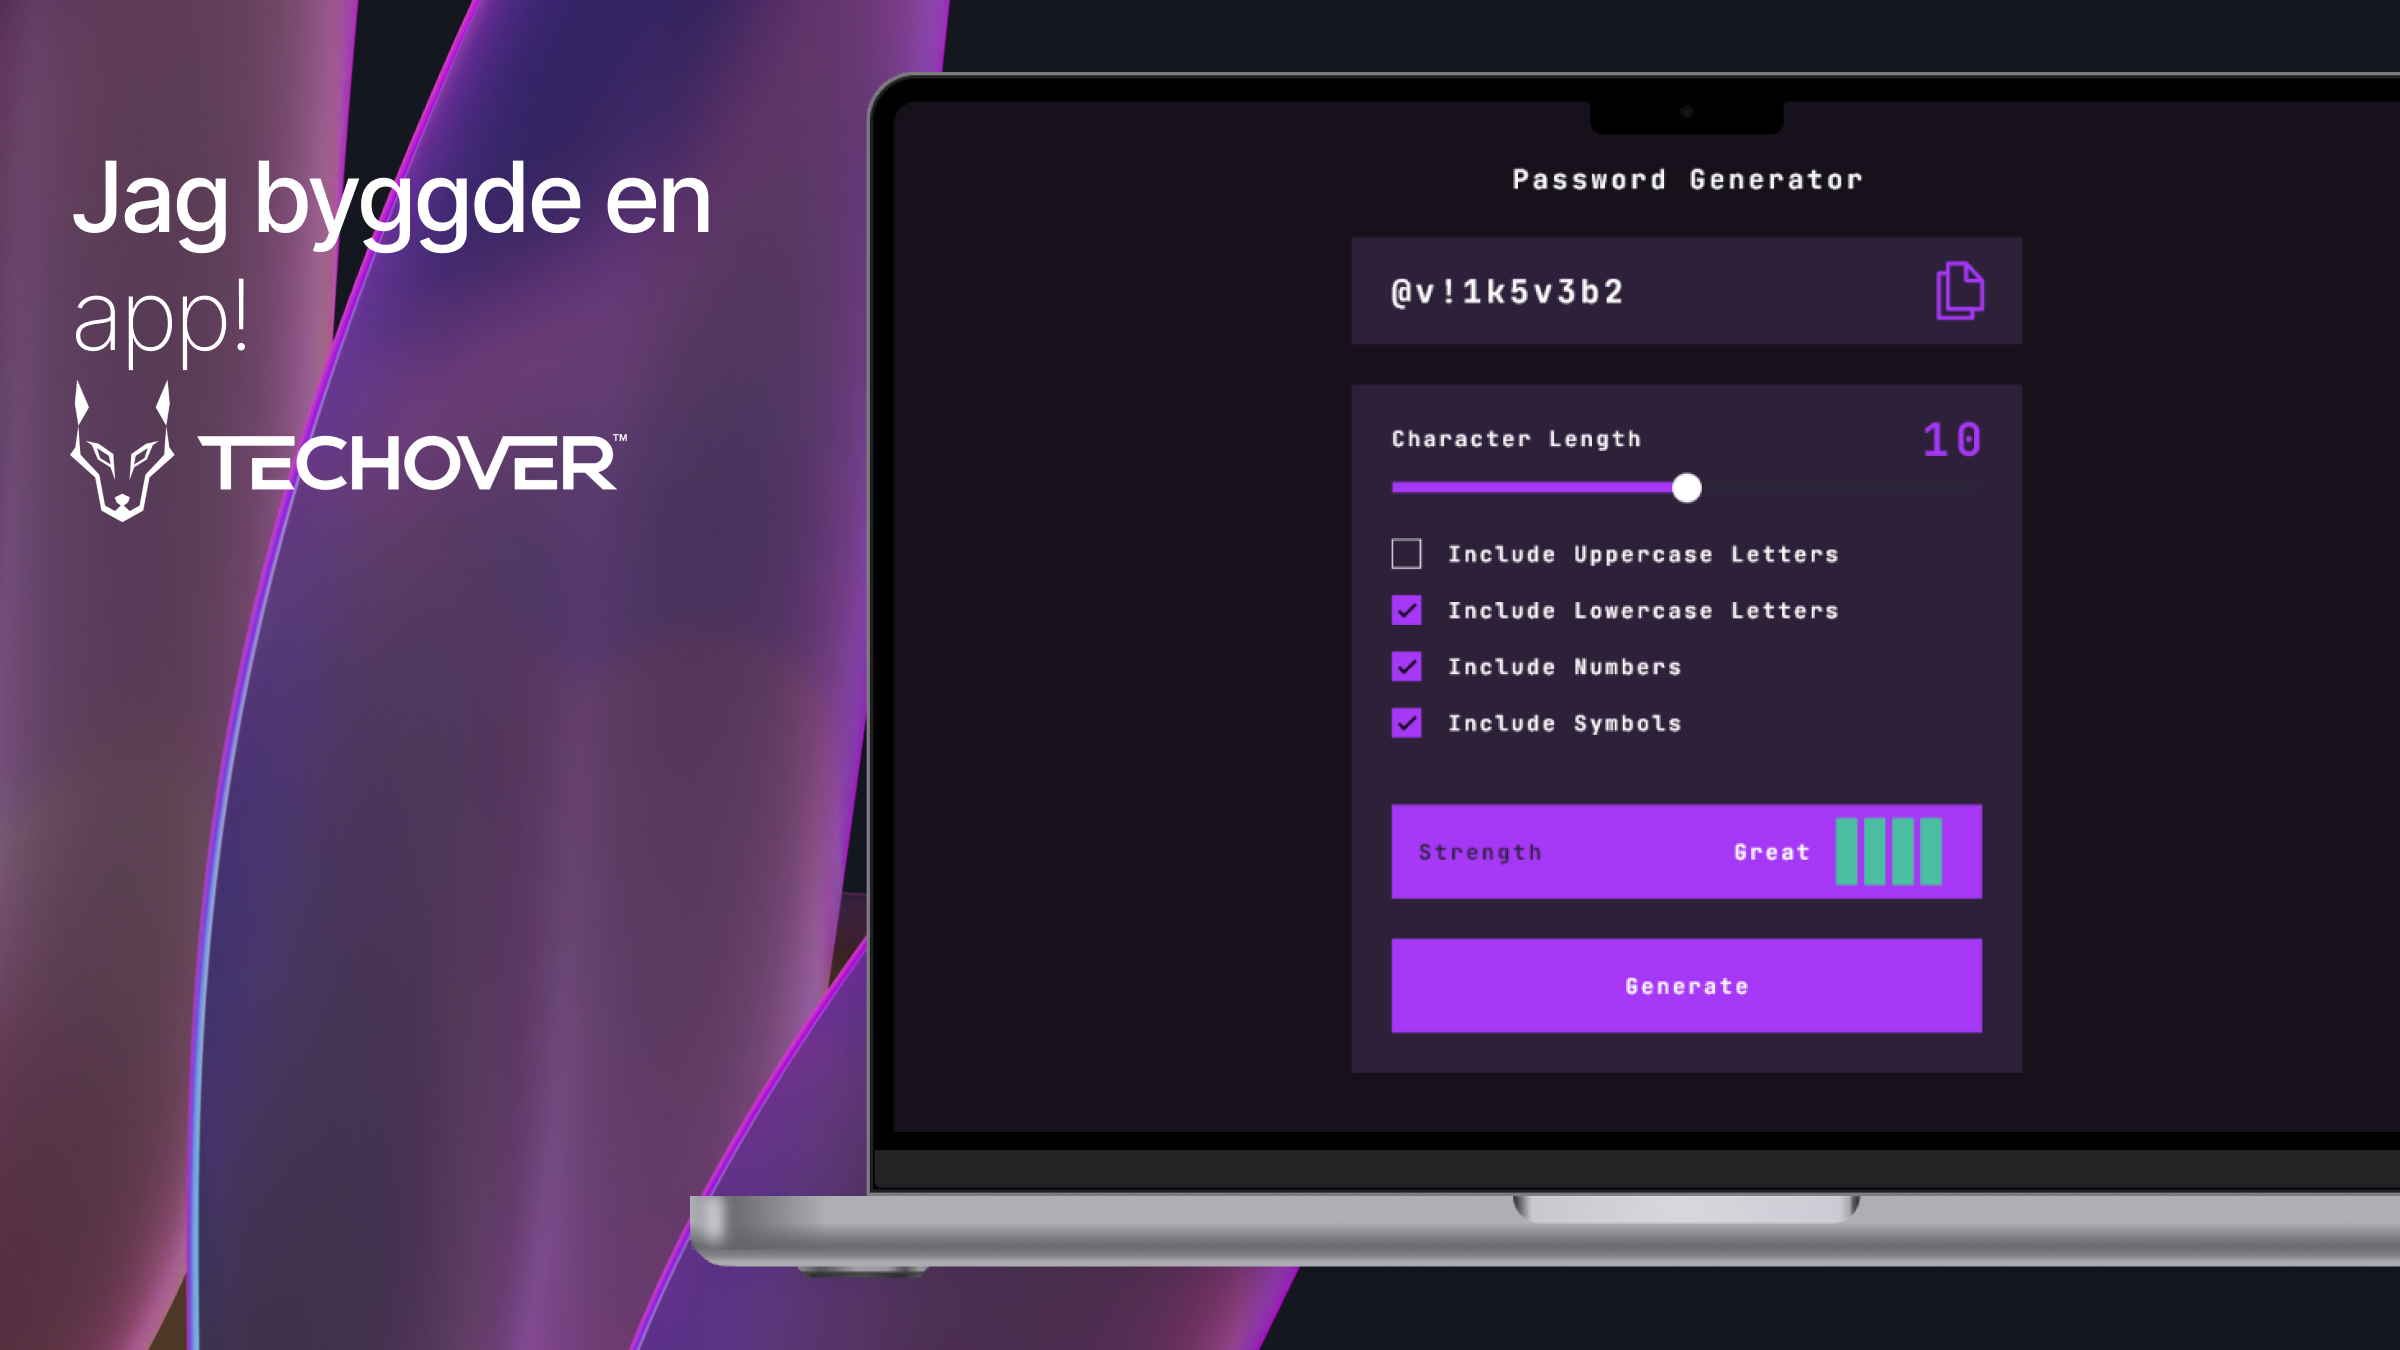 Jag byggde en
app!
TECHOVER™
Password Generator
@v!1k5v3b2
Character Length 10
Include Uppercase Letters
Include Lowercase Letters
Include Numbers
Include Symbols
Strength Great
Generate